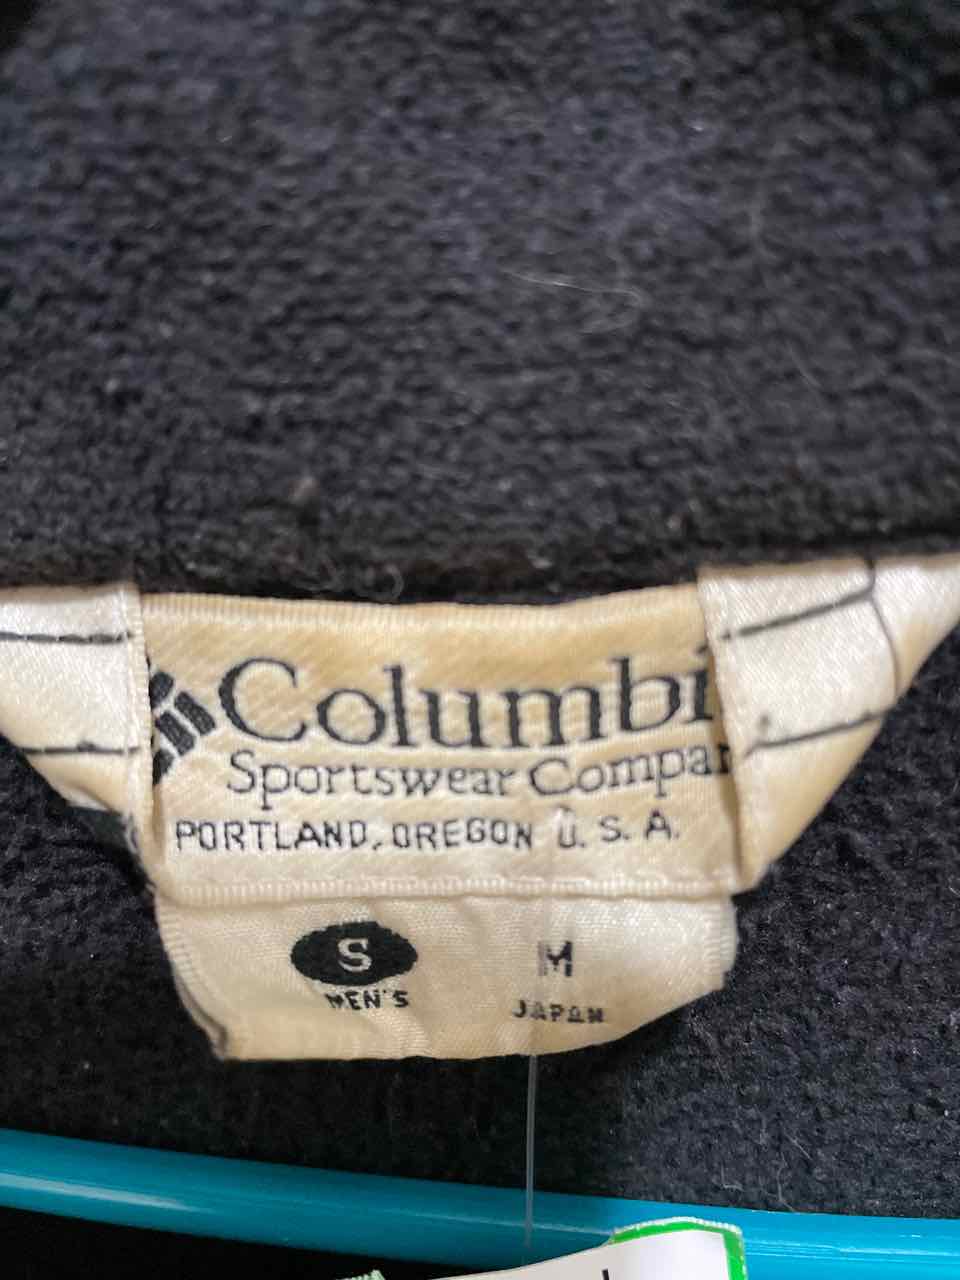 Columbi
Sportswear Compan
PORTLAND, OREGON U. S. A.
S M
MEN'S JAPAN